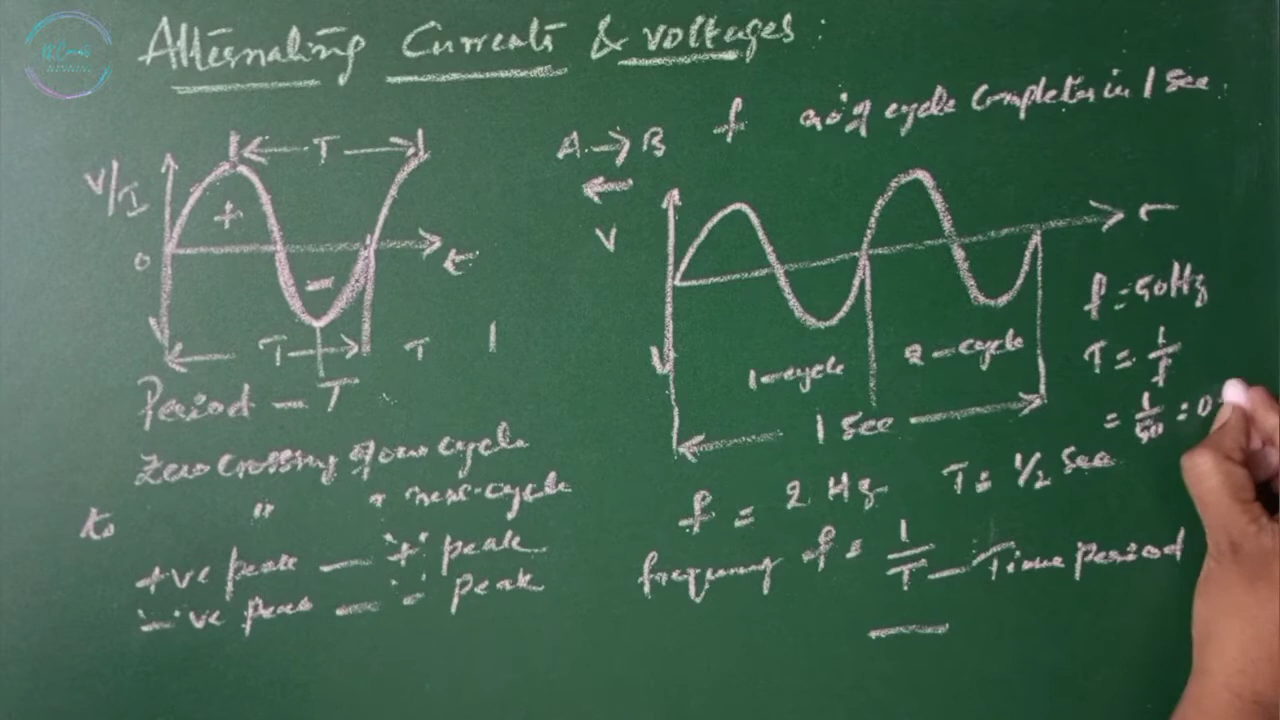 Alternating Currents & voltages :
f no of cycle Completes in 1 sec.
A → B
T
V/I
+
0
-
t
T
T
1
Period - T
Zero Crossing of one cycle
to " " next-cycle
+ve peak - '+' peak
'-'ve peak - '-' peak
V
t
1-cycle
2-cycle
1 sec
f = 2 Hz T = 1/2 sec
frequency f = 1/T - Time period
f = 50Hz
T = 1/f
= 1/50 = 0.